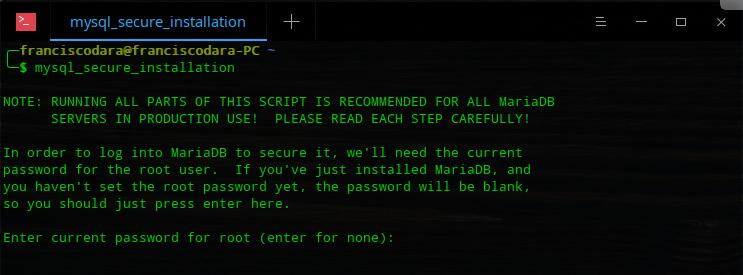 mysql_secure_installation
franciscodara@franciscodara-PC ~
$ mysql_secure_installation
NOTE: RUNNING ALL PARTS OF THIS SCRIPT IS RECOMMENDED FOR ALL MariaDB
SERVERS IN PRODUCTION USE!  PLEASE READ EACH STEP CAREFULLY!
In order to log into MariaDB to secure it, we'll need the current
password for the root user.  If you've just installed MariaDB, and
you haven't set the root password yet, the password will be blank,
so you should just press enter here.
Enter current password for root (enter for none):